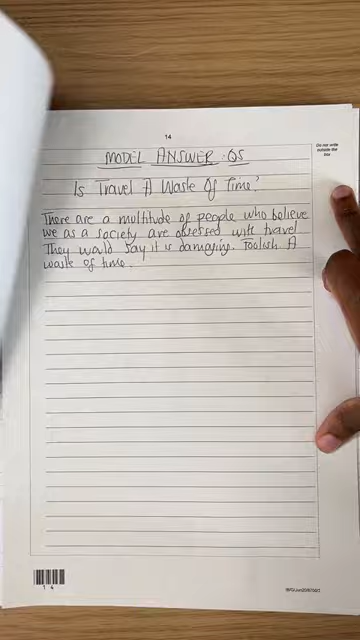 14
Do not write
outside the
box
MODEL ANSWER Q5
Is Travel A Waste Of Time?
There are a multitude of people who believe
we as a society are obsessed with travel
They would say it is damaging. Foolish. A
waste of time.
1 4